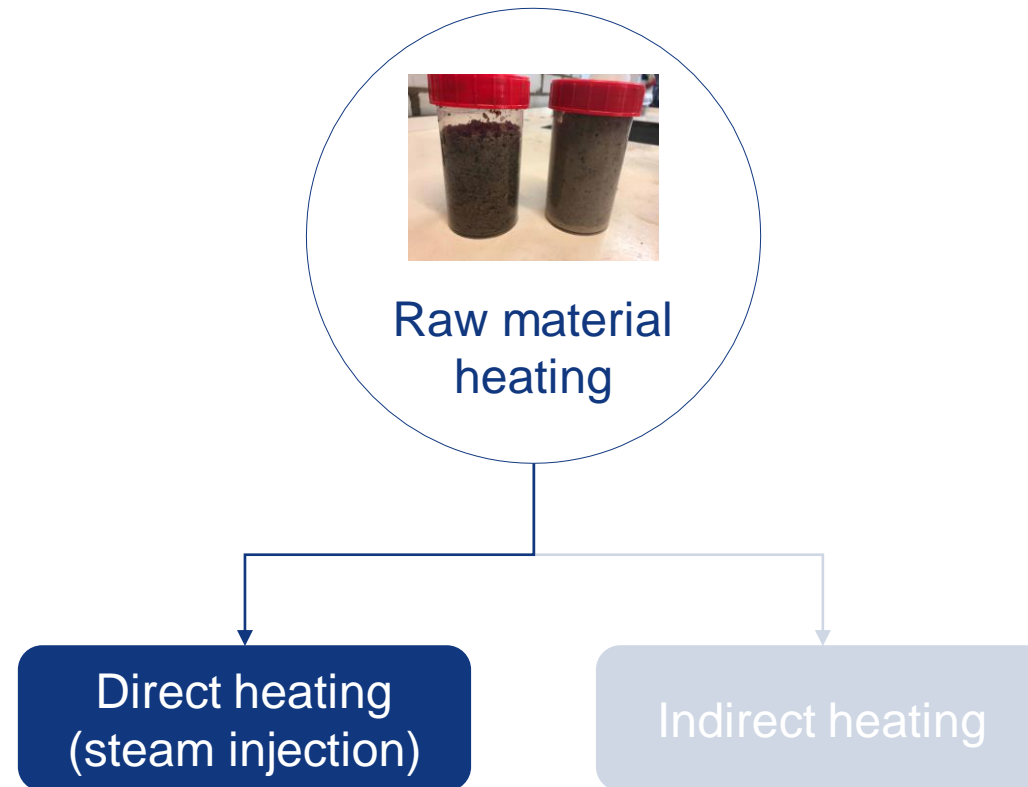 Raw material
heating
Direct heating
(steam injection)
Indirect heating